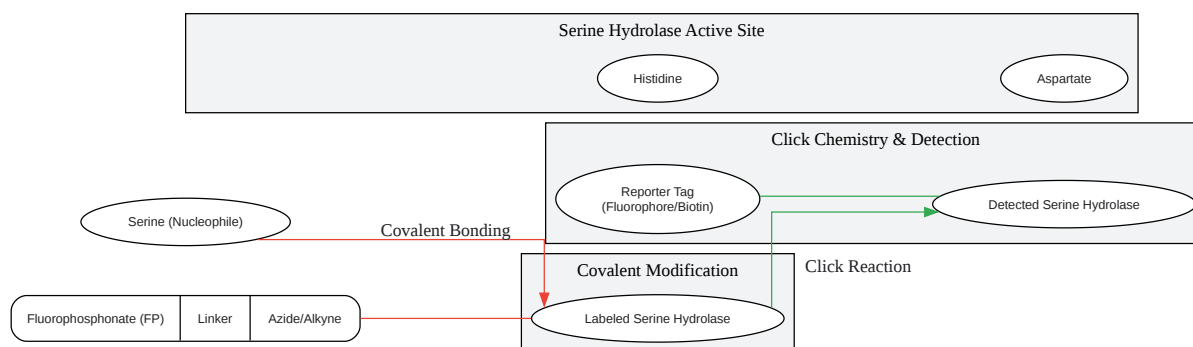 Serine Hydrolase Active Site
Histidine
Aspartate
Click Chemistry & Detection
Reporter Tag
(Fluorophore/Biotin)
Detected Serine Hydrolase
Serine (Nucleophile)
Covalent Bonding
Covalent Modification
Click Reaction
Fluorophosphonate (FP)
Linker
Azide/Alkyne
Labeled Serine Hydrolase